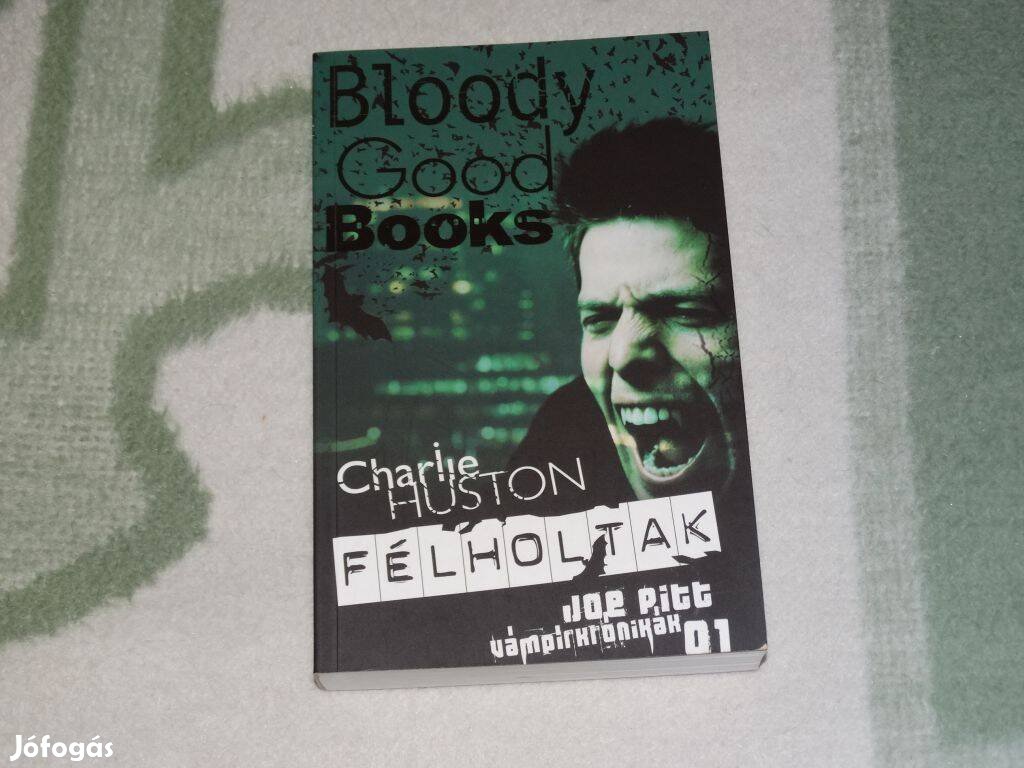 Bloody
Good
Books
Charlie
HUSTON
FÉLHOLTAK
Joe Pitt
vámpírkrónikák
01
Jófogás